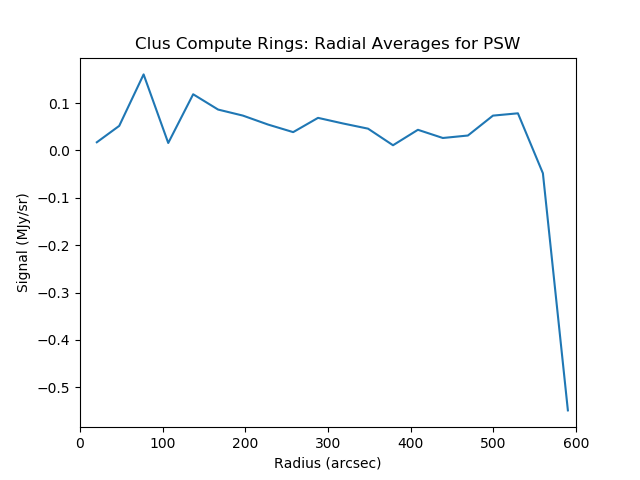 Clus Compute Rings: Radial Averages for PSW
0.1
0.0
−0.1
−0.2
−0.3
−0.4
−0.5
Signal (MJy/sr)
0 100 200 300 400 500 600
Radius (arcsec)